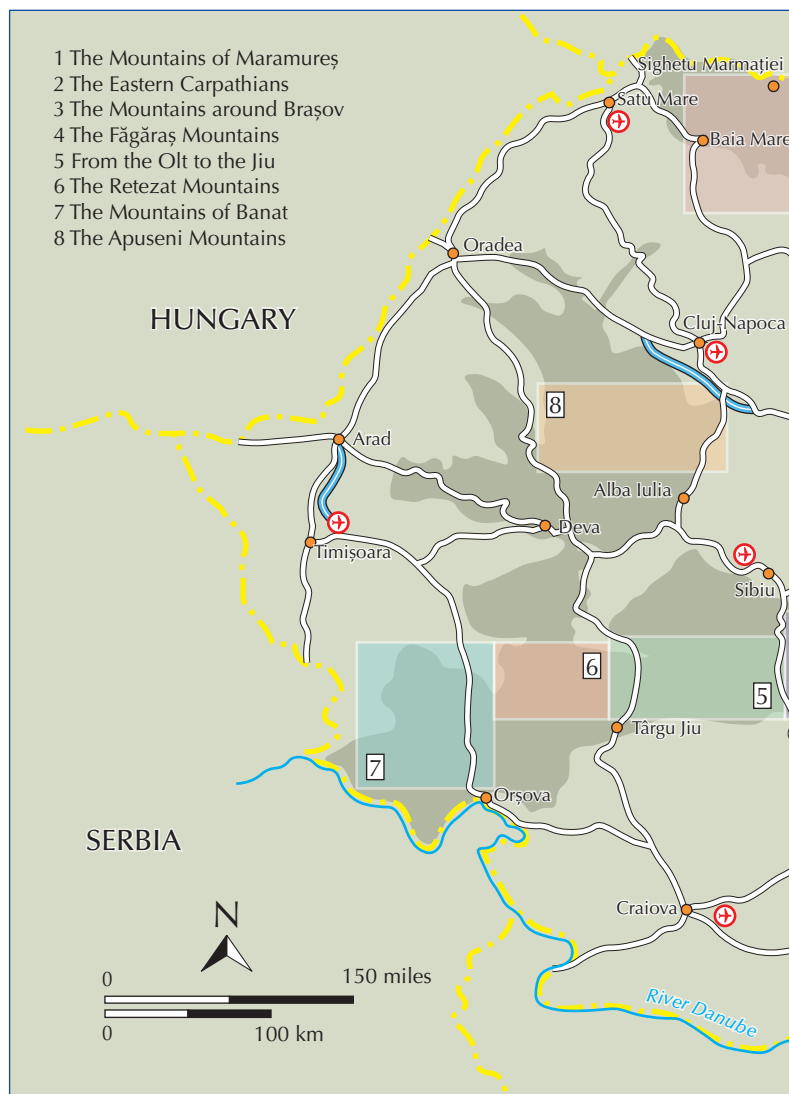 1 The Mountains of Maramureș
2 The Eastern Carpathians
3 The Mountains around Brașov
4 The Făgăraș Mountains
5 From the Olt to the Jiu
6 The Retezat Mountains
7 The Mountains of Banat
8 The Apuseni Mountains
Sighetu Marmației
Satu Mare
Baia Mare
Oradea
HUNGARY
Cluj-Napoca
8
Arad
Alba Iulia
Deva
Timișoara
Sibiu
6
5
Târgu Jiu
7
Orșova
SERBIA
Craiova
N
0 150 miles
0 100 km
River Danube